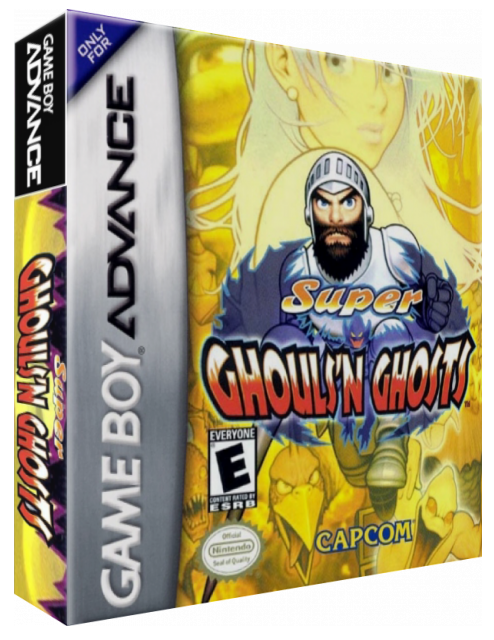 GAME BOY
ADVANCE
Super
GHOULS'N GHOSTS
ONLY
FOR
GAME BOY ADVANCE
Super
GHOULS'N GHOSTS
TM
EVERYONE
E
CONTENT RATED BY
ESRB
Official
Nintendo
Seal of Quality
CAPCOM